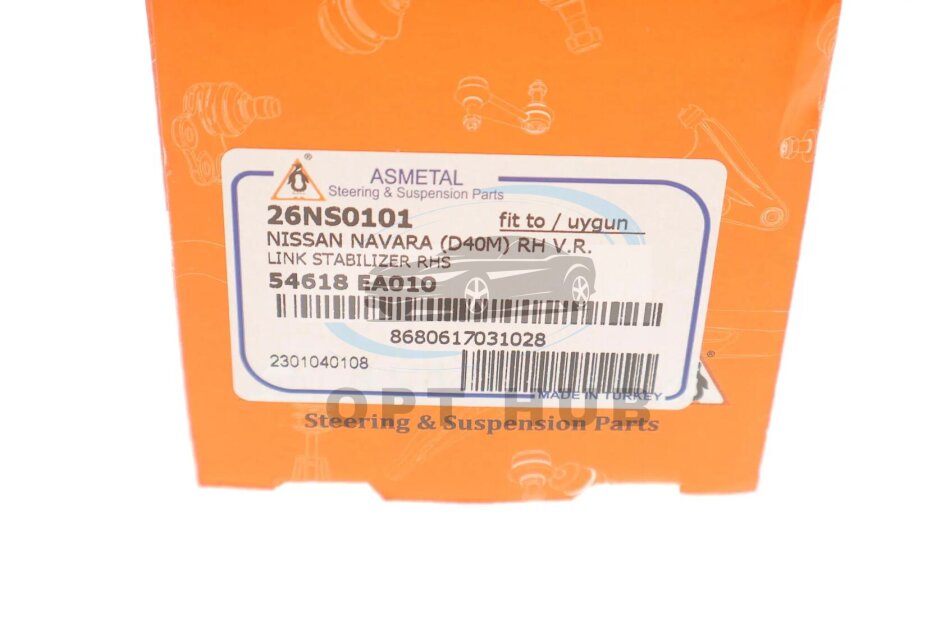 ASMETAL
Steering & Suspension Parts
26NS0101 fit to / uygun
NISSAN NAVARA (D40M) RH V.R.
LINK STABILIZER RHS
54618 EA010
8680617031028
2301040108
MADE IN TURKEY
OPT HUB
Steering & Suspension Parts